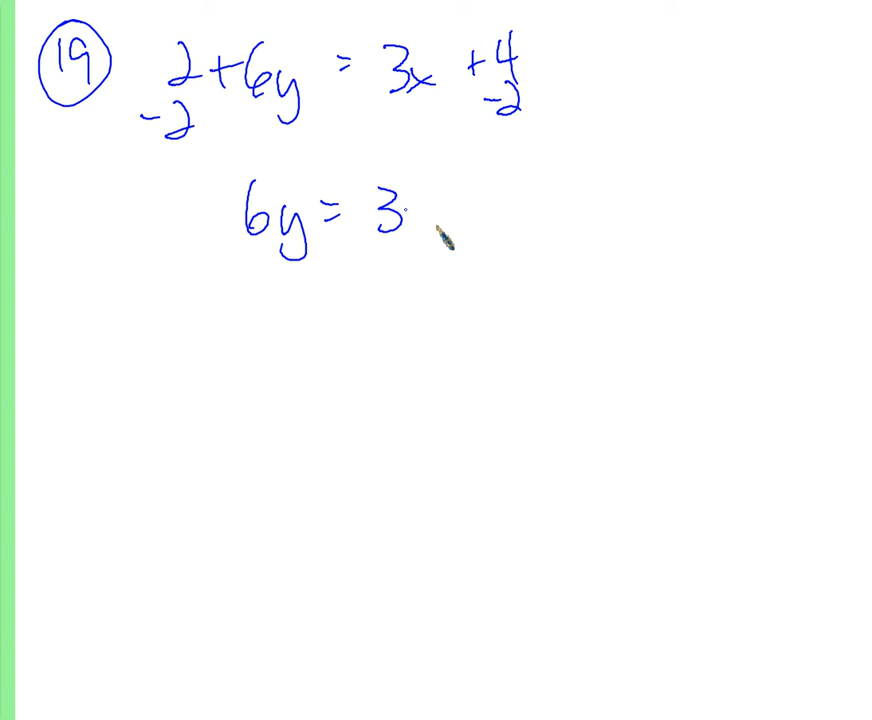 19 2+6y = 3x +4
-2 -2
6y = 3